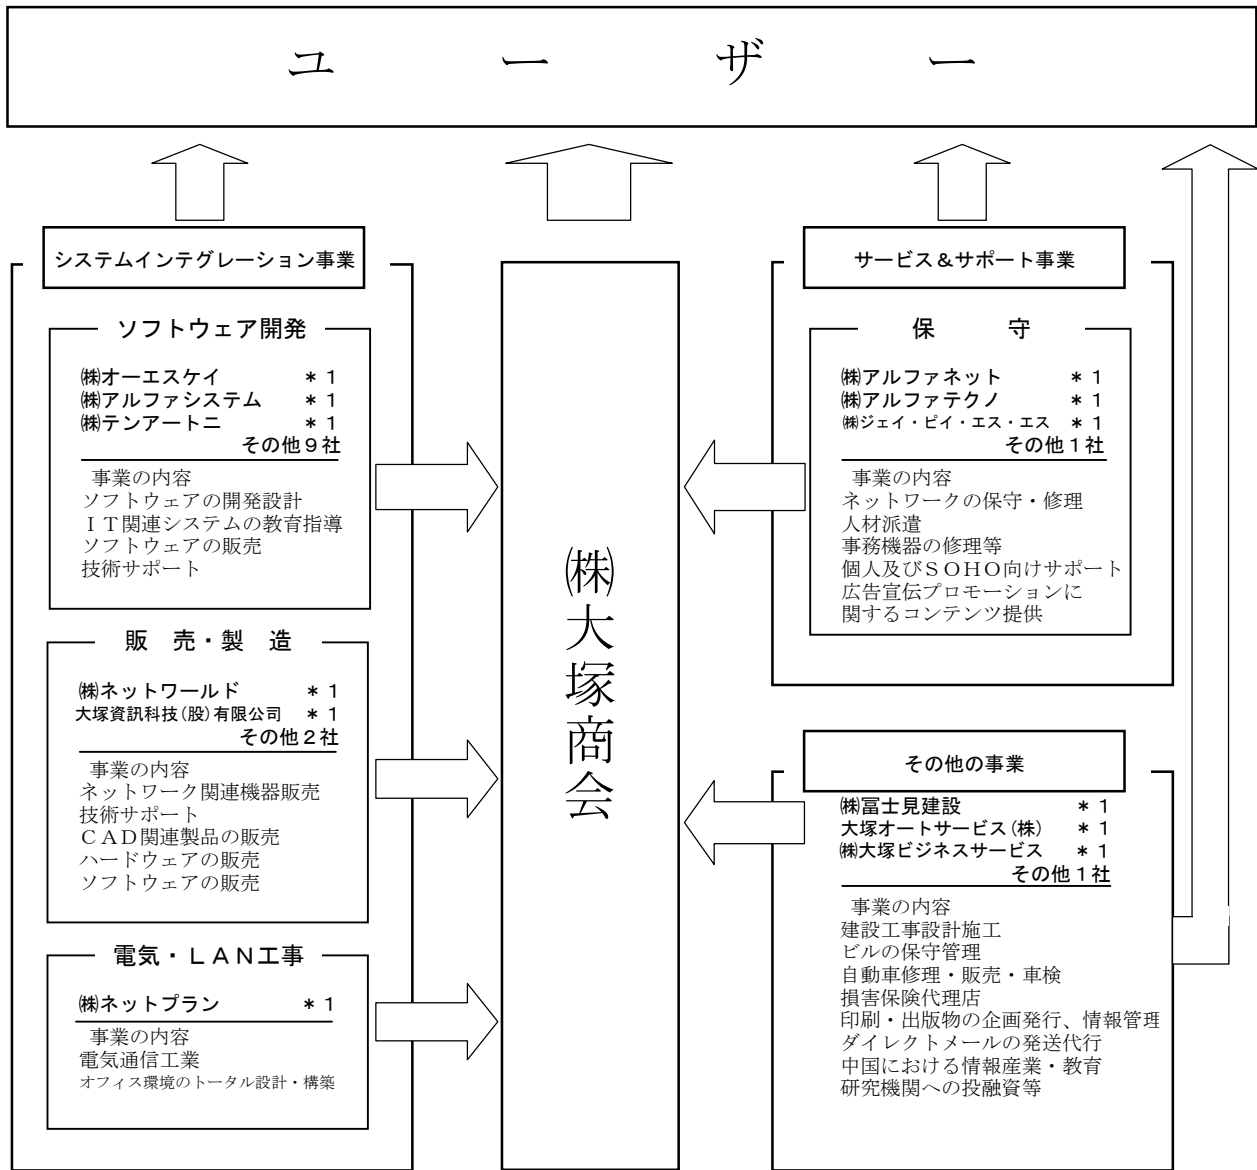 ユーザー
システムインテグレーション事業
ソフトウェア開発
㈱オーエスケイ ＊１
㈱アルファシステム ＊１
㈱テンアートニ ＊１
その他９社
事業の内容
ソフトウェアの開発設計
ＩＴ関連システムの教育指導
ソフトウェアの販売
技術サポート
販 売・製 造
㈱ネットワールド ＊１
大塚資訊科技(股)有限公司 ＊１
その他２社
事業の内容
ネットワーク関連機器販売
技術サポート
ＣＡＤ関連製品の販売
ハードウェアの販売
ソフトウェアの販売
電気・ＬＡＮ工事
㈱ネットプラン ＊１
事業の内容
電気通信工業
オフィス環境のトータル設計・構築
㈱大塚商会
サービス＆サポート事業
保 守
㈱アルファネット ＊１
㈱アルファテクノ ＊１
㈱ジェイ・ピイ・エス・エス ＊１
その他１社
事業の内容
ネットワークの保守・修理
人材派遣
事務機器の修理等
個人及びＳＯＨＯ向けサポート
広告宣伝プロモーションに
関するコンテンツ提供
その他の事業
㈱冨士見建設 ＊１
大塚オートサービス(株) ＊１
㈱大塚ビジネスサービス ＊１
その他１社
事業の内容
建設工事設計施工
ビルの保守管理
自動車修理・販売・車検
損害保険代理店
印刷・出版物の企画発行、情報管理
ダイレクトメールの発送代行
中国における情報産業・教育
研究機関への投融資等